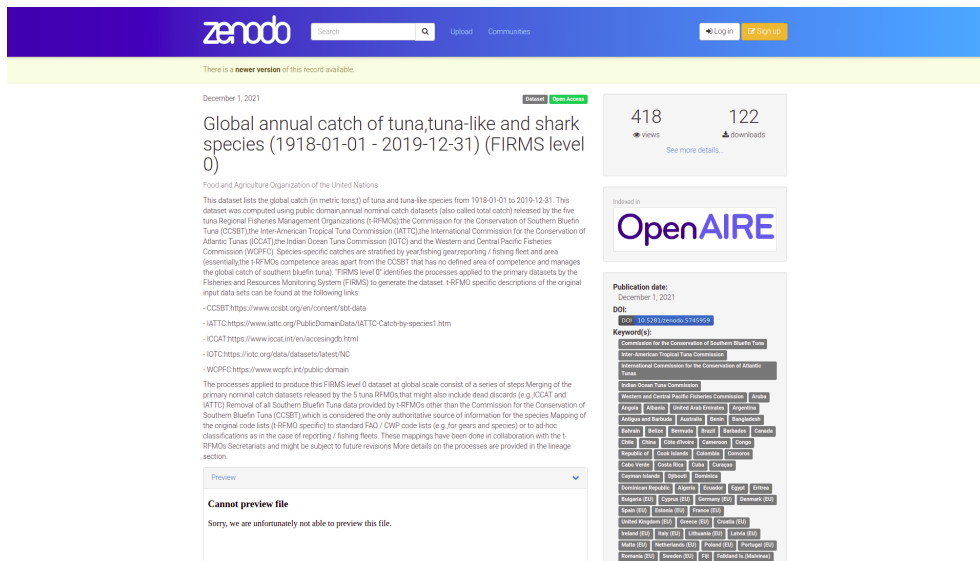 zenodo
Search
Upload Communities
Log in
Sign up
There is a newer version of this record available.
December 1, 2021
Dataset Open Access
Global annual catch of tuna,tuna-like and shark
species (1918-01-01 - 2019-12-31) (FIRMS level
0)
Food and Agriculture Organization of the United Nations
This dataset lists the global catch (in metric tons,t) of tuna and tuna-like species from 1918-01-01 to 2019-12-31. This
dataset was computed using public domain,annual nominal catch datasets (also called total catch) released by the five
tuna Regional Fisheries Management Organizations (t-RFMOs):the Commission for the Conservation of Southern Bluefin
Tuna (CCSBT),the Inter-American Tropical Tuna Commission (IATTC),the International Commission for the Conservation of
Atlantic Tunas (ICCAT),the Indian Ocean Tuna Commission (IOTC) and the Western and Central Pacific Fisheries
Commission (WCPFC). Species-specific catches are stratified by year,fishing gear,reporting / fishing fleet and area
(essentially,the t-RFMOs competence areas apart from the CCSBT that has no defined area of competence and manages
the global catch of southern bluefin tuna). "FIRMS level 0" identifies the processes applied to the primary datasets by the
FIsheries and Resources Monitoring System (FIRMS) to generate the dataset. t-RFMO specific descriptions of the original
input data sets can be found at the following links:
- CCSBT:https://www.ccsbt.org/en/content/sbt-data
- IATTC:https://www.iattc.org/PublicDomainData/IATTC-Catch-by-species1.htm
- ICCAT:https://www.iccat.int/en/accesingdb.html
- IOTC:https://iotc.org/data/datasets/latest/NC
- WCPFC:https://www.wcpfc.int/public-domain
The processes applied to produce this FIRMS level 0 dataset at global scale consist of a series of steps:Merging of the
primary nominal catch datasets released by the 5 tuna RFMOs,that might also include dead discards (e.g.,ICCAT and
IATTC) Removal of all Southern Bluefin Tuna data provided by t-RFMOs other than the Commission for the Conservation of
Southern Bluefin Tuna (CCSBT),which is considered the only authoritative source of information for the species Mapping of
the original code lists (t-RFMO specific) to standard FAO / CWP code lists (e.g.,for gears and species) or to ad-hoc
classifications as in the case of reporting / fishing fleets. These mappings have been done in collaboration with the t-
RFMOs Secretariats and might be subject to future revisions More details on the processes are provided in the lineage
section.
Preview
Cannot preview file
Sorry, we are unfortunately not able to preview this file.
418 122
views downloads
See more details...
Indexed in
OpenAIRE
Publication date:
December 1, 2021
DOI:
DOI 10.5281/zenodo.5745959
Keyword(s):
Commission for the Conservation of Southern Bluefin Tuna
Inter-American Tropical Tuna Commission
International Commission for the Conservation of Atlantic
Tunas
Indian Ocean Tuna Commission
Western and Central Pacific Fisheries Commission Aruba
Angola Albania United Arab Emirates Argentina
Antigua and Barbuda Australia Benin Bangladesh
Bahrain Belize Bermuda Brazil Barbados Canada
Chile China Côte d'Ivoire Cameroon Congo
Republic of Cook Islands Colombia Comoros
Cabo Verde Costa Rica Cuba Curaçao
Cayman Islands Djibouti Dominica
Dominican Republic Algeria Ecuador Egypt Eritrea
Bulgaria (EU) Cyprus (EU) Germany (EU) Denmark (EU)
Spain (EU) Estonia (EU) France (EU)
United Kingdom (EU) Greece (EU) Croatia (EU)
Ireland (EU) Italy (EU) Lithuania (EU) Latvia (EU)
Malta (EU) Netherlands (EU) Poland (EU) Portugal (EU)
Romania (EU) Sweden (EU) Fiji Falkland Is.(Malvinas)